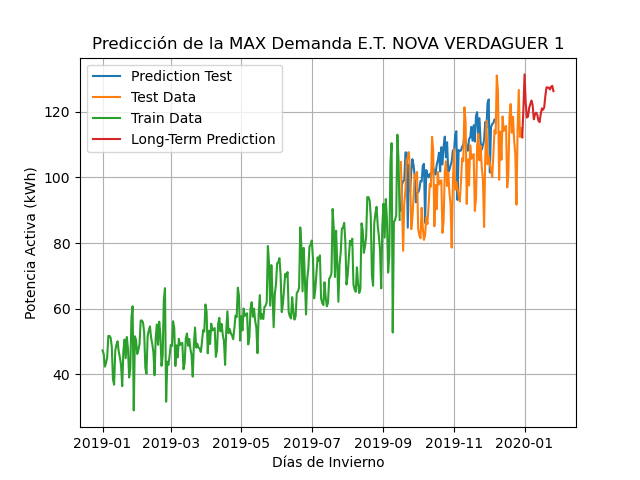 Predicción de la MAX Demanda E.T. NOVA VERDAGUER 1
Prediction Test
Test Data
Train Data
Long-Term Prediction
120
100
80
60
40
Potencia Activa (kWh)
2019-01 2019-03 2019-05 2019-07 2019-09 2019-11 2020-01
Días de Invierno